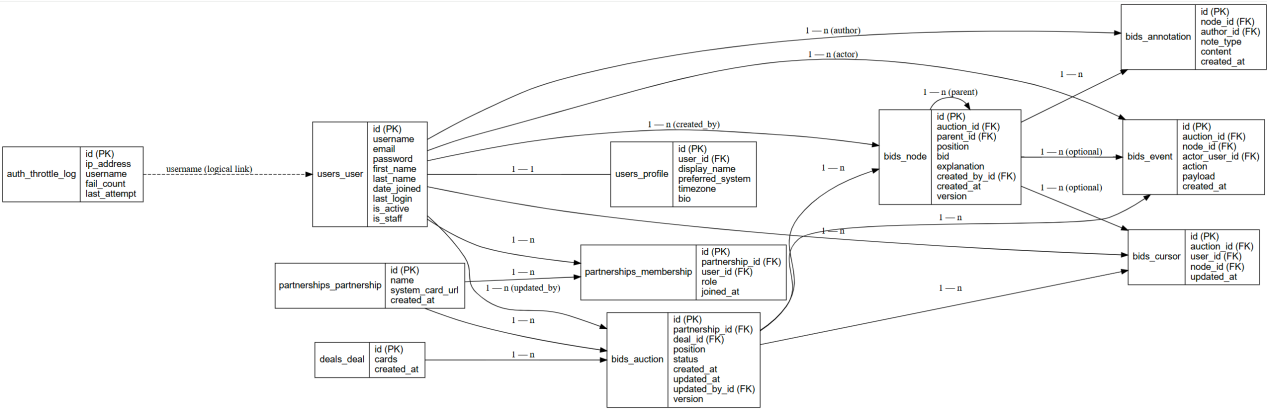 auth_throttle_log
id (PK)
ip_address
username
fail_count
last_attempt
username (logical link)
users_user
id (PK)
username
email
password
first_name
last_name
date_joined
last_login
is_active
is_staff
1 — n (author)
1 — n (actor)
1 — n (created_by)
1 — 1
users_profile
id (PK)
user_id (FK)
display_name
preferred_system
timezone
bio
partnerships_partnership
id (PK)
name
system_card_url
created_at
1 — n
1 — n
1 — n (updated_by)
1 — n
partnerships_membership
id (PK)
partnership_id (FK)
user_id (FK)
role
joined_at
deals_deal
id (PK)
cards
created_at
1 — n
bids_auction
id (PK)
partnership_id (FK)
deal_id (FK)
position
status
created_at
updated_at
updated_by_id (FK)
version
1 — n
1 — n
1 — n
1 — n
1 — n (parent)
bids_node
id (PK)
auction_id (FK)
parent_id (FK)
position
bid
explanation
created_by_id (FK)
created_at
version
1 — n
1 — n (optional)
1 — n (optional)
bids_annotation
id (PK)
node_id (FK)
author_id (FK)
note_type
content
created_at
bids_event
id (PK)
auction_id (FK)
node_id (FK)
actor_user_id (FK)
action
payload
created_at
bids_cursor
id (PK)
auction_id (FK)
user_id (FK)
node_id (FK)
updated_at